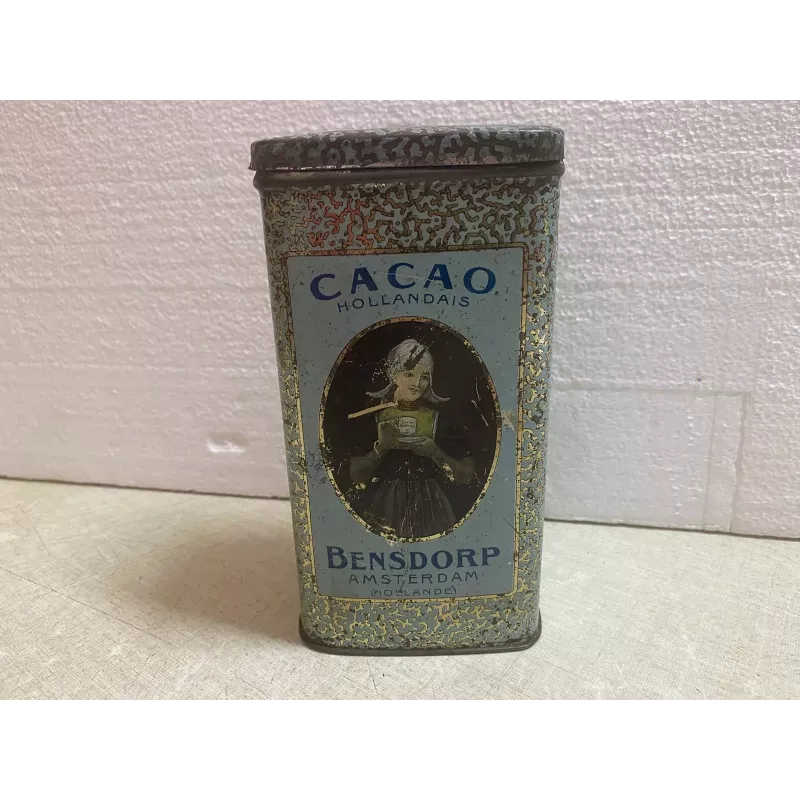 CACAO
HOLLANDAIS
BENSDORP
AMSTERDAM
(HOLLANDE)